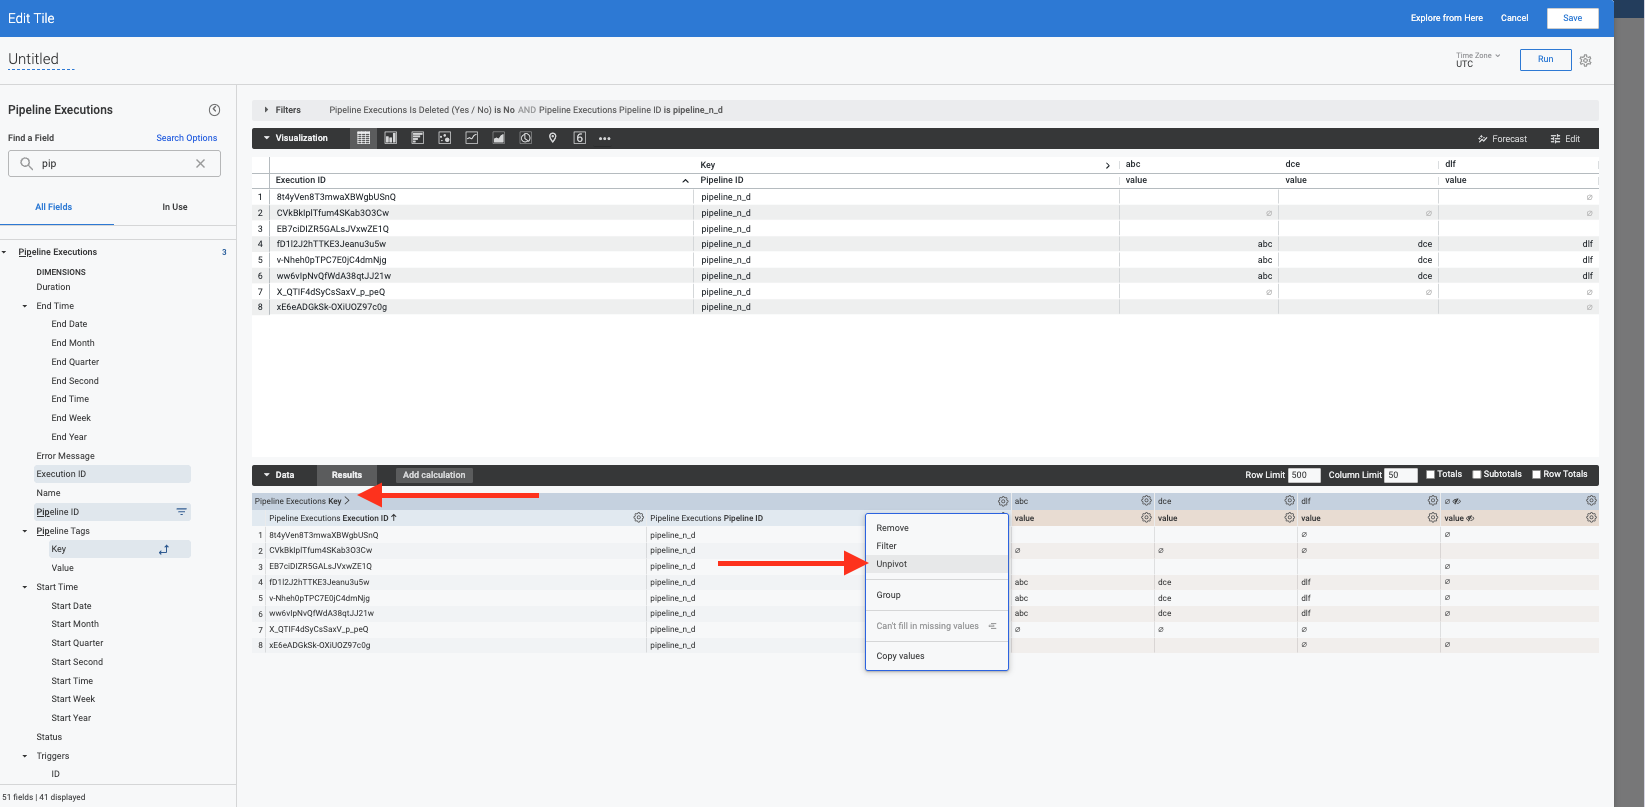 Edit Tile
Explore from Here Cancel Save
Untitled
Time Zone
UTC
Run
Pipeline Executions
Find a Field Search Options
pip
All Fields In Use
Pipeline Executions 3
DIMENSIONS
Duration
End Time
End Date
End Month
End Quarter
End Second
End Time
End Week
End Year
Error Message
Execution ID
Name
Pipeline ID
Pipeline Tags
Key
Value
Start Time
Start Date
Start Month
Start Quarter
Start Second
Start Time
Start Week
Start Year
Status
Triggers
ID
51 fields | 41 displayed
Filters Pipeline Executions Is Deleted (Yes / No) is No AND Pipeline Executions Pipeline ID is pipeline_n_d
Visualization 6 ••• Forecast Edit
Key abc dce dlf
Execution ID Pipeline ID value value value
1 8t4yVen8T3mwaXBWgbUSnQ pipeline_n_d ∅
2 CVkBklplTfum4SKab3O3Cw pipeline_n_d ∅ ∅ ∅
3 EB7ciDlZR5GALsJVxwZE1Q pipeline_n_d
4 fD1l2J2hTTKE3Jeanu3u5w pipeline_n_d abc dce dlf
5 v-Nheh0pTPC7E0jC4dmNjg pipeline_n_d abc dce dlf
6 ww6vlpNvQfWdA38qtJJ21w pipeline_n_d abc dce dlf
7 X_QTlF4dSyCsSaxV_p_peQ pipeline_n_d ∅ ∅ ∅
8 xE6eADGkSk-OXiUOZ97c0g pipeline_n_d ∅
Data Results Add calculation Row Limit 500 Column Limit 50 Totals Subtotals Row Totals
Pipeline Executions Key abc dce dlf ∅
Pipeline Executions Execution ID Pipeline Executions Pipeline ID value value value value
1 8t4yVen8T3mwaXBWgbUSnQ pipeline_n_d ∅ ∅
2 CVkBklplTfum4SKab3O3Cw pipeline_n_d ∅ ∅ ∅
3 EB7ciDlZR5GALsJVxwZE1Q pipeline_n_d ∅
4 fD1l2J2hTTKE3Jeanu3u5w pipeline_n_d abc dce dlf ∅
5 v-Nheh0pTPC7E0jC4dmNjg pipeline_n_d abc dce dlf ∅
6 ww6vlpNvQfWdA38qtJJ21w pipeline_n_d abc dce dlf ∅
7 X_QTlF4dSyCsSaxV_p_peQ pipeline_n_d ∅ ∅ ∅
8 xE6eADGkSk-OXiUOZ97c0g pipeline_n_d ∅ ∅
Remove
Filter
Unpivot
Group
Can't fill in missing values
Copy values